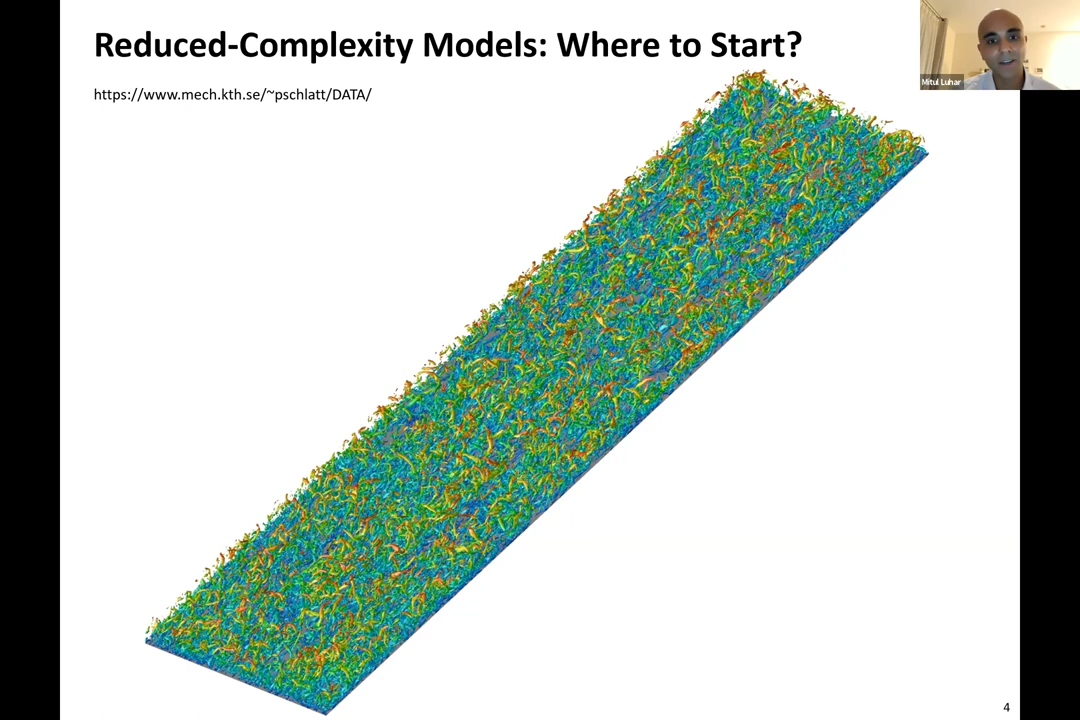 Reduced-Complexity Models: Where to Start?
https://www.mech.kth.se/~pschlatt/DATA/
Mitul Luhar
4